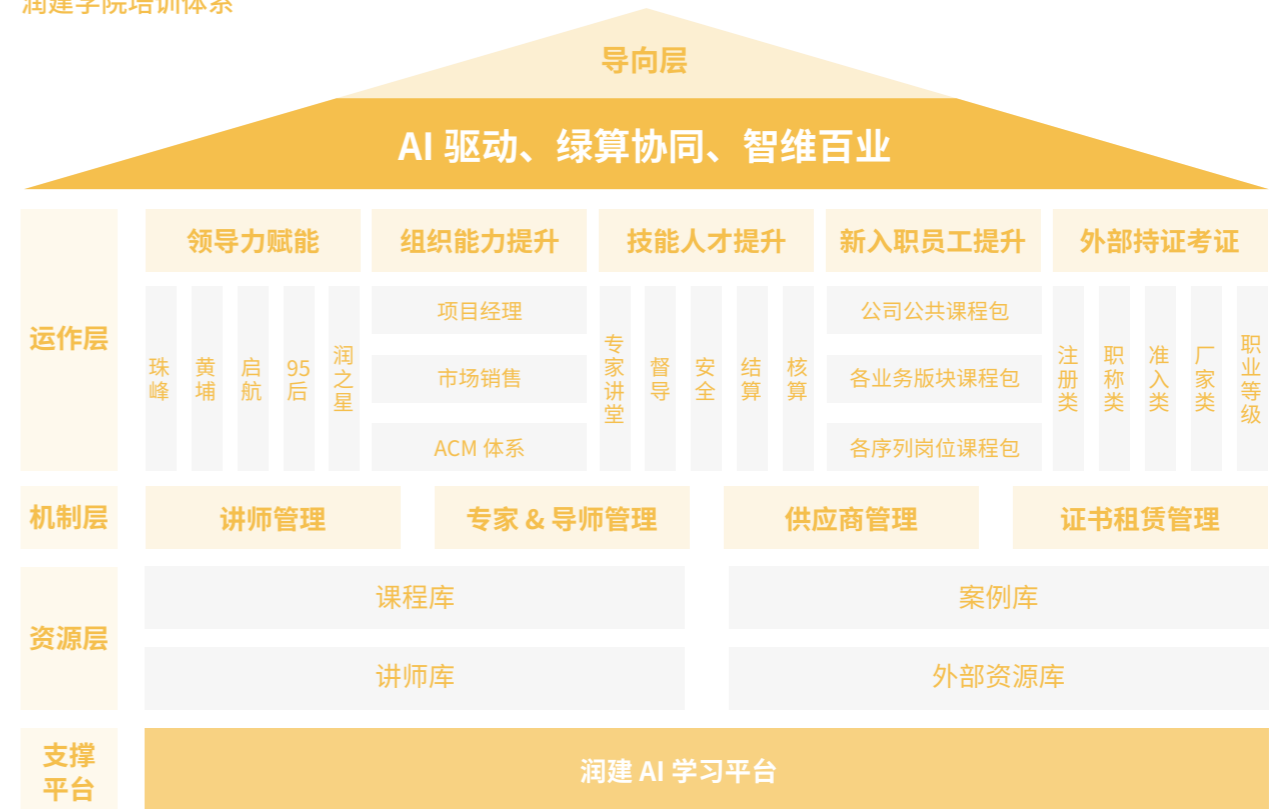 润建学院培训体系
导向层
AI 驱动、绿算协同、智维百业
运作层
领导力赋能
组织能力提升
技能人才提升
新入职员工提升
外部持证考证
珠峰
黄埔
启航
95后
润之星
项目经理
市场销售
ACM 体系
专家讲堂
督导
安全
结算
核算
公司公共课程包
各业务版块课程包
各序列岗位课程包
注册类
职称类
准入类
厂家类
职业等级
机制层
讲师管理
专家 & 导师管理
供应商管理
证书租赁管理
资源层
课程库
案例库
讲师库
外部资源库
支撑
平台
润建 AI 学习平台